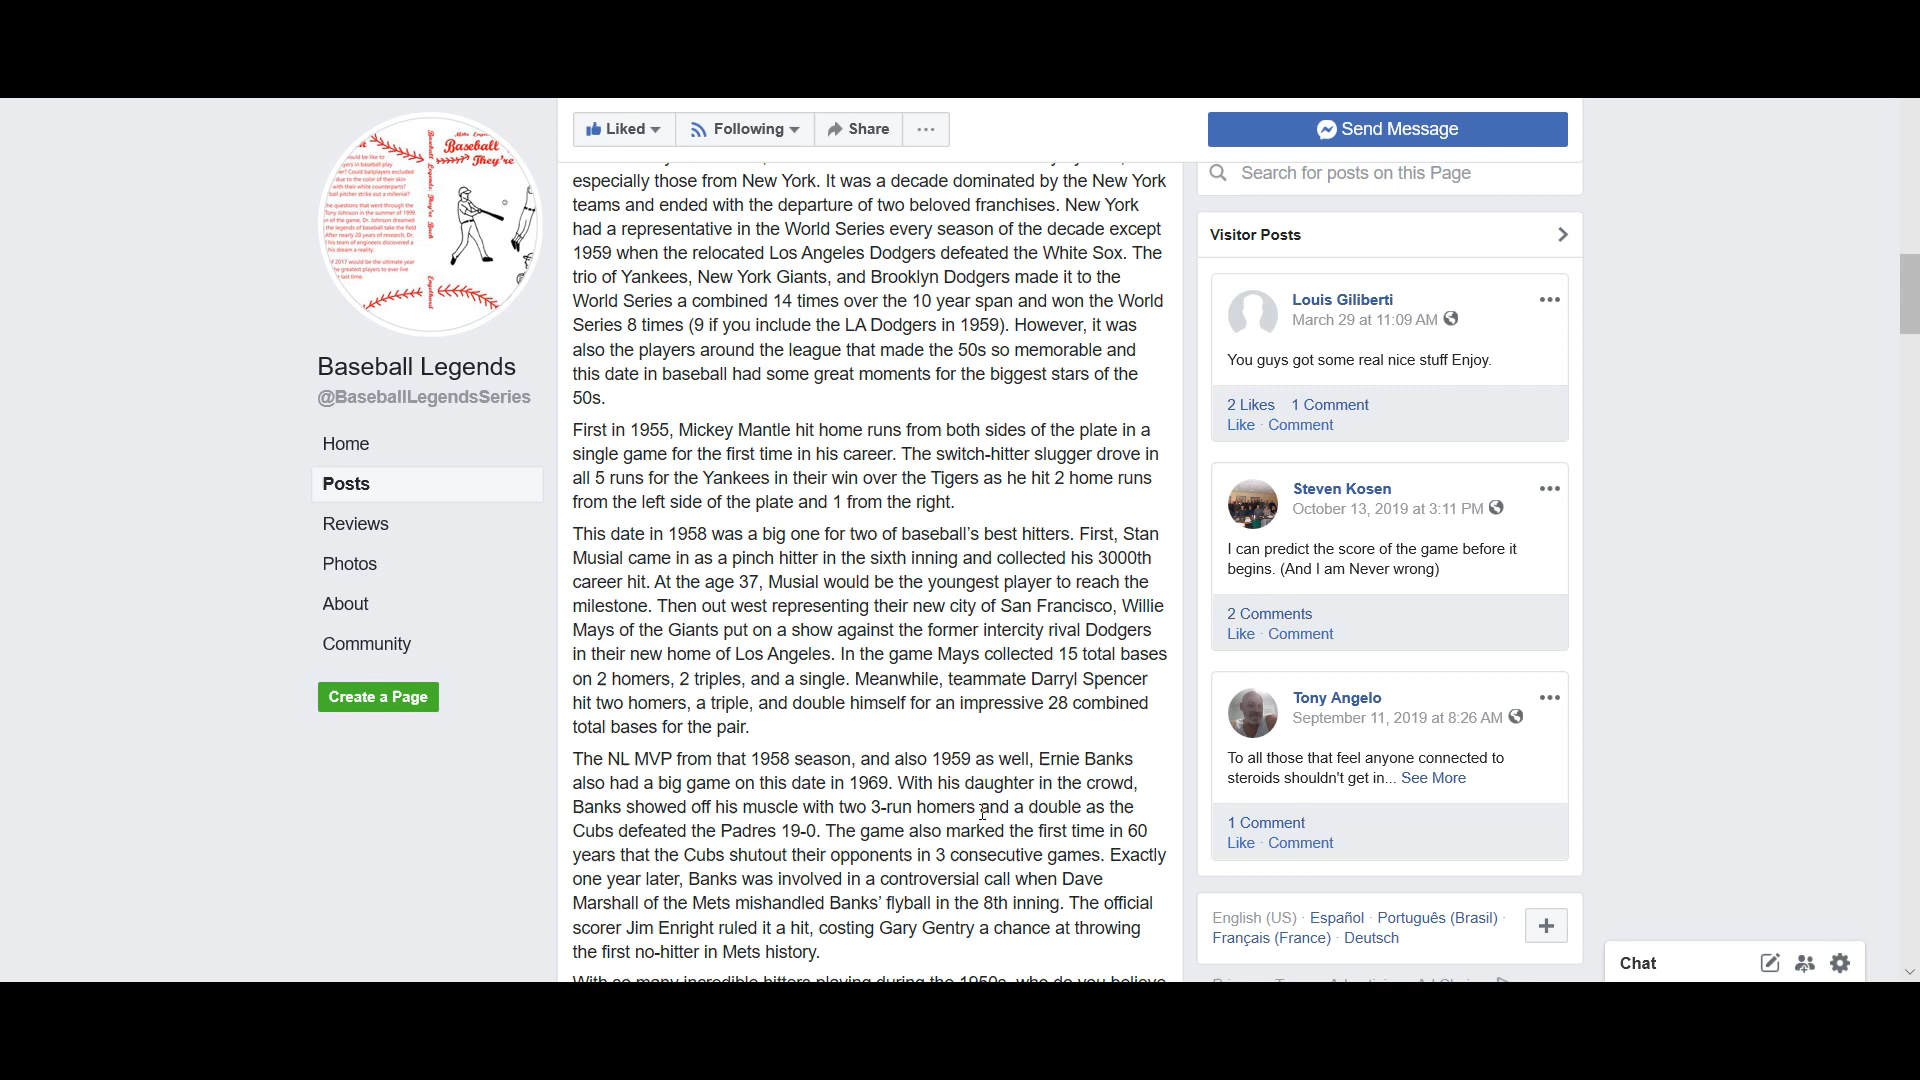 Mike Enge
Baseball
They're
Baseball Legends: They're Back
Engelhard
Baseball Legends
@BaseballLegendsSeries
Home
Posts
Reviews
Photos
About
Community
Create a Page
Liked
Following
Share
Send Message
especially those from New York. It was a decade dominated by the New York
teams and ended with the departure of two beloved franchises. New York
had a representative in the World Series every season of the decade except
1959 when the relocated Los Angeles Dodgers defeated the White Sox. The
trio of Yankees, New York Giants, and Brooklyn Dodgers made it to the
World Series a combined 14 times over the 10 year span and won the World
Series 8 times (9 if you include the LA Dodgers in 1959). However, it was
also the players around the league that made the 50s so memorable and
this date in baseball had some great moments for the biggest stars of the
50s.
First in 1955, Mickey Mantle hit home runs from both sides of the plate in a
single game for the first time in his career. The switch-hitter slugger drove in
all 5 runs for the Yankees in their win over the Tigers as he hit 2 home runs
from the left side of the plate and 1 from the right.
This date in 1958 was a big one for two of baseball's best hitters. First, Stan
Musial came in as a pinch hitter in the sixth inning and collected his 3000th
career hit. At the age 37, Musial would be the youngest player to reach the
milestone. Then out west representing their new city of San Francisco, Willie
Mays of the Giants put on a show against the former intercity rival Dodgers
in their new home of Los Angeles. In the game Mays collected 15 total bases
on 2 homers, 2 triples, and a single. Meanwhile, teammate Darryl Spencer
hit two homers, a triple, and double himself for an impressive 28 combined
total bases for the pair.
The NL MVP from that 1958 season, and also 1959 as well, Ernie Banks
also had a big game on this date in 1969. With his daughter in the crowd,
Banks showed off his muscle with two 3-run homers and a double as the
Cubs defeated the Padres 19-0. The game also marked the first time in 60
years that the Cubs shutout their opponents in 3 consecutive games. Exactly
one year later, Banks was involved in a controversial call when Dave
Marshall of the Mets mishandled Banks' flyball in the 8th inning. The official
scorer Jim Enright ruled it a hit, costing Gary Gentry a chance at throwing
the first no-hitter in Mets history.
With so many incredible hitters playing during the 1950s, who do you believe
Search for posts on this Page
Visitor Posts
Louis Giliberti
March 29 at 11:09 AM
You guys got some real nice stuff Enjoy.
2 Likes 1 Comment
Like · Comment
Steven Kosen
October 13, 2019 at 3:11 PM
I can predict the score of the game before it
begins. (And I am Never wrong)
2 Comments
Like · Comment
Tony Angelo
September 11, 2019 at 8:26 AM
To all those that feel anyone connected to
steroids shouldn't get in... See More
1 Comment
Like · Comment
English (US) · Español · Português (Brasil) ·
Français (France) · Deutsch
Chat